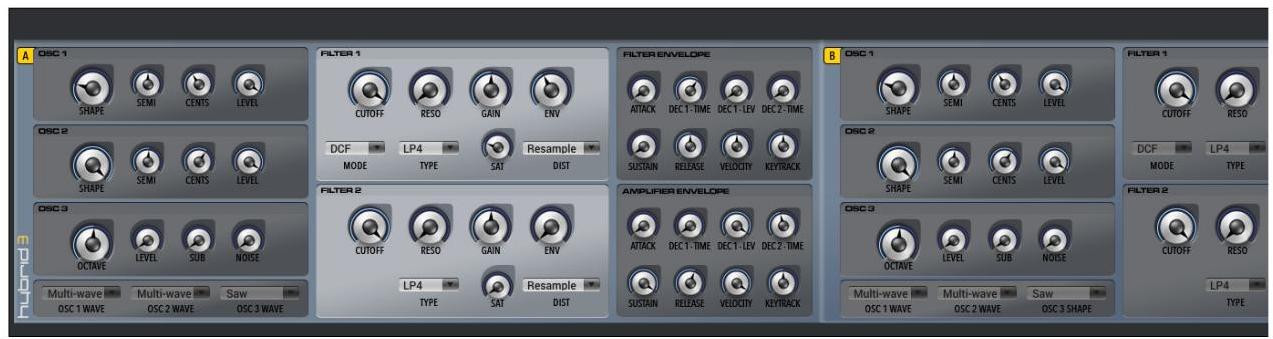 A
OSC 1
SHAPE SEMI CENTS LEVEL
OSC 2
SHAPE SEMI CENTS LEVEL
OSC 3
OCTAVE LEVEL SUB NOISE
Multi-wave Multi-wave Saw
OSC 1 WAVE OSC 2 WAVE OSC 3 WAVE
hybrid 3
FILTER 1
CUTOFF RESO GAIN ENV
DCF LP4 Resample
MODE TYPE SAT DIST
FILTER 2
CUTOFF RESO GAIN ENV
LP4 Resample
TYPE SAT DIST
FILTER ENVELOPE
ATTACK DEC 1 - TIME DEC 1 - LEV DEC 2 - TIME
SUSTAIN RELEASE VELOCITY KEYTRACK
AMPLIFIER ENVELOPE
ATTACK DEC 1 - TIME DEC 1 - LEV DEC 2 - TIME
SUSTAIN RELEASE VELOCITY KEYTRACK
B
OSC 1
SHAPE SEMI CENTS LEVEL
OSC 2
SHAPE SEMI CENTS LEVEL
OSC 3
OCTAVE LEVEL SUB NOISE
Multi-wave Multi-wave Saw
OSC 1 WAVE OSC 2 WAVE OSC 3 SHAPE
FILTER 1
CUTOFF RESO
DCF LP4
MODE TYPE
FILTER 2
CUTOFF RESO
LP4
TYPE